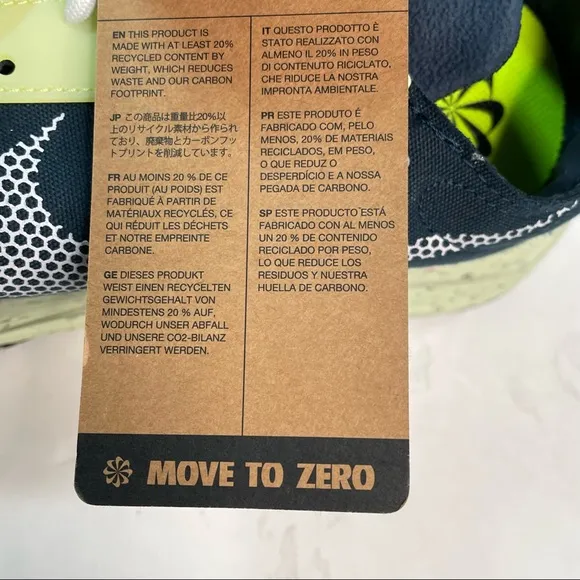 EN THIS PRODUCT IS
MADE WITH AT LEAST 20%
RECYCLED CONTENT BY
WEIGHT, WHICH REDUCES
WASTE AND OUR CARBON
FOOTPRINT.
JP この商品は重量比20%以
上のリサイクル素材から作られ
ており、廃棄物とカーボンフッ
トプリントを削減しています。
FR AU MOINS 20 % DE CE
PRODUIT (AU POIDS) EST
FABRIQUÉ À PARTIR DE
MATÉRIAUX RECYCLÉS, CE
QUI RÉDUIT LES DÉCHETS
ET NOTRE EMPREINTE
CARBONE.
GE DIESES PRODUKT
WEIST EINEN RECYCELTEN
GEWICHTSGEHALT VON
MINDESTENS 20 % AUF,
WODURCH UNSER ABFALL
UND UNSERE CO2-BILANZ
VERRINGERT WERDEN.
IT QUESTO PRODOTTO È
STATO REALIZZATO CON
ALMENO IL 20% IN PESO
DI CONTENUTO RICICLATO,
CHE RIDUCE LA NOSTRA
IMPRONTA AMBIENTALE.
PR ESTE PRODUTO É
FABRICADO COM, PELO
MENOS, 20% DE MATERIAIS
RECICLADOS, EM PESO,
O QUE REDUZ O
DESPERDÍCIO E A NOSSA
PEGADA DE CARBONO.
SP ESTE PRODUCTO ESTÁ
FABRICADO CON AL MENOS
UN 20 % DE CONTENIDO
RECICLADO POR PESO,
LO QUE REDUCE LOS
RESIDUOS Y NUESTRA
HUELLA DE CARBONO.
MOVE TO ZERO